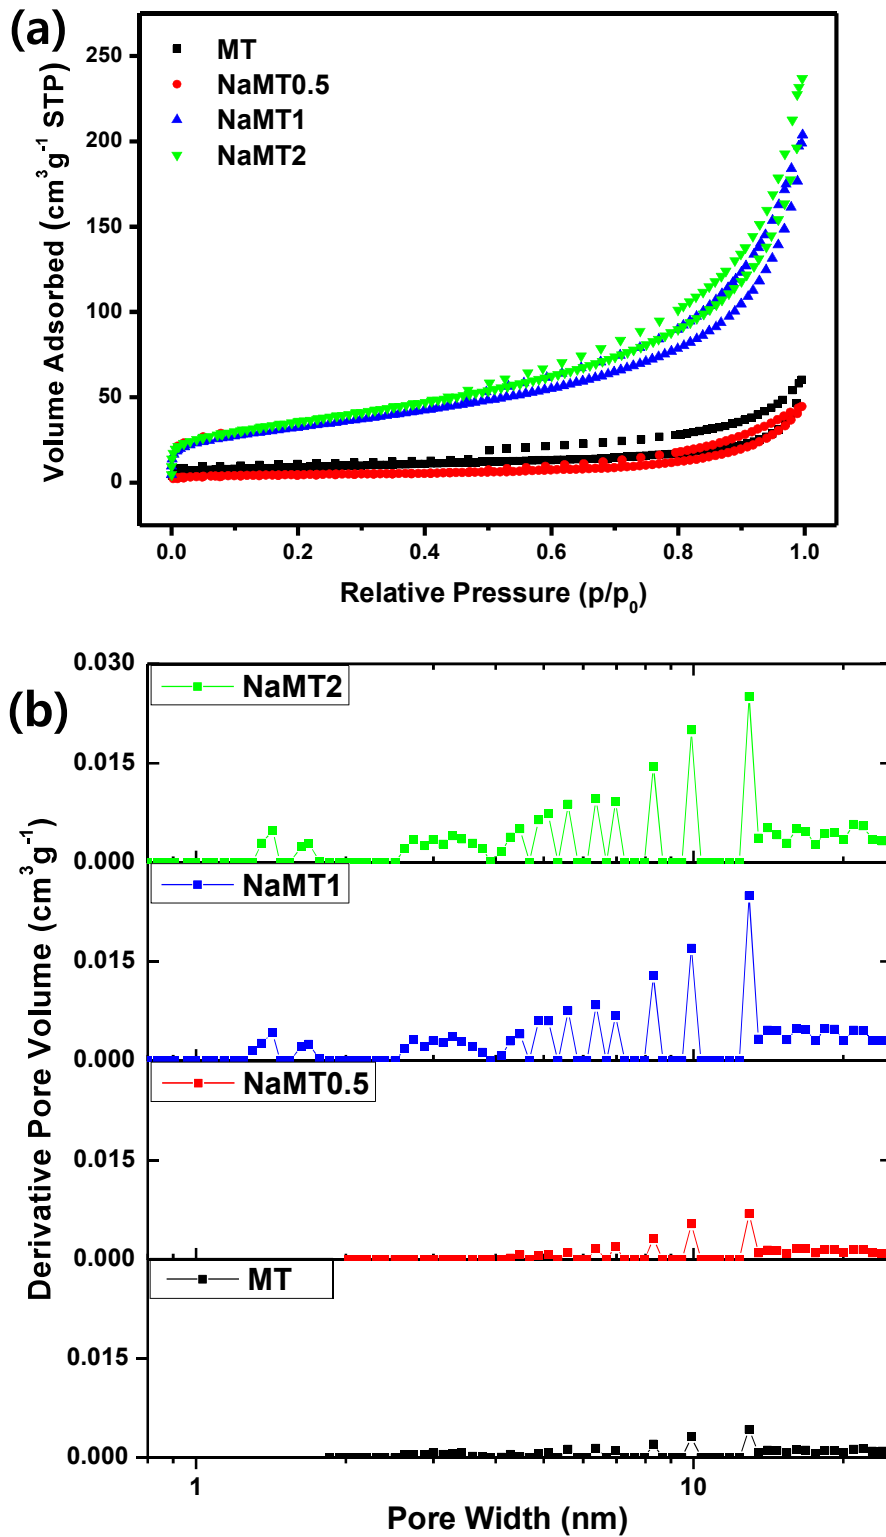 (a)
MT
NaMT0.5
NaMT1
NaMT2
Volume Adsorbed (cm³g⁻¹ STP)
250
200
150
100
50
0
0.0 0.2 0.4 0.6 0.8 1.0
Relative Pressure (p/p₀)
(b)
Derivative Pore Volume (cm³g⁻¹)
0.030
NaMT2
0.015
0.000
NaMT1
0.015
0.000
NaMT0.5
0.015
0.000
MT
0.015
0.000
1 10
Pore Width (nm)